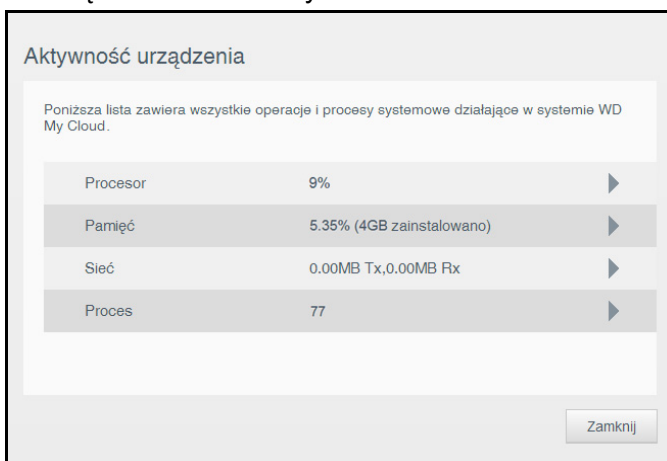 Aktywność urządzenia
Poniższa lista zawiera wszystkie operacje i procesy systemowe działające w systemie WD
My Cloud.
Procesor 9%
Pamięć 5.35% (4GB zainstalowano)
Sieć 0.00MB Tx,0.00MB Rx
Proces 77
Zamknij